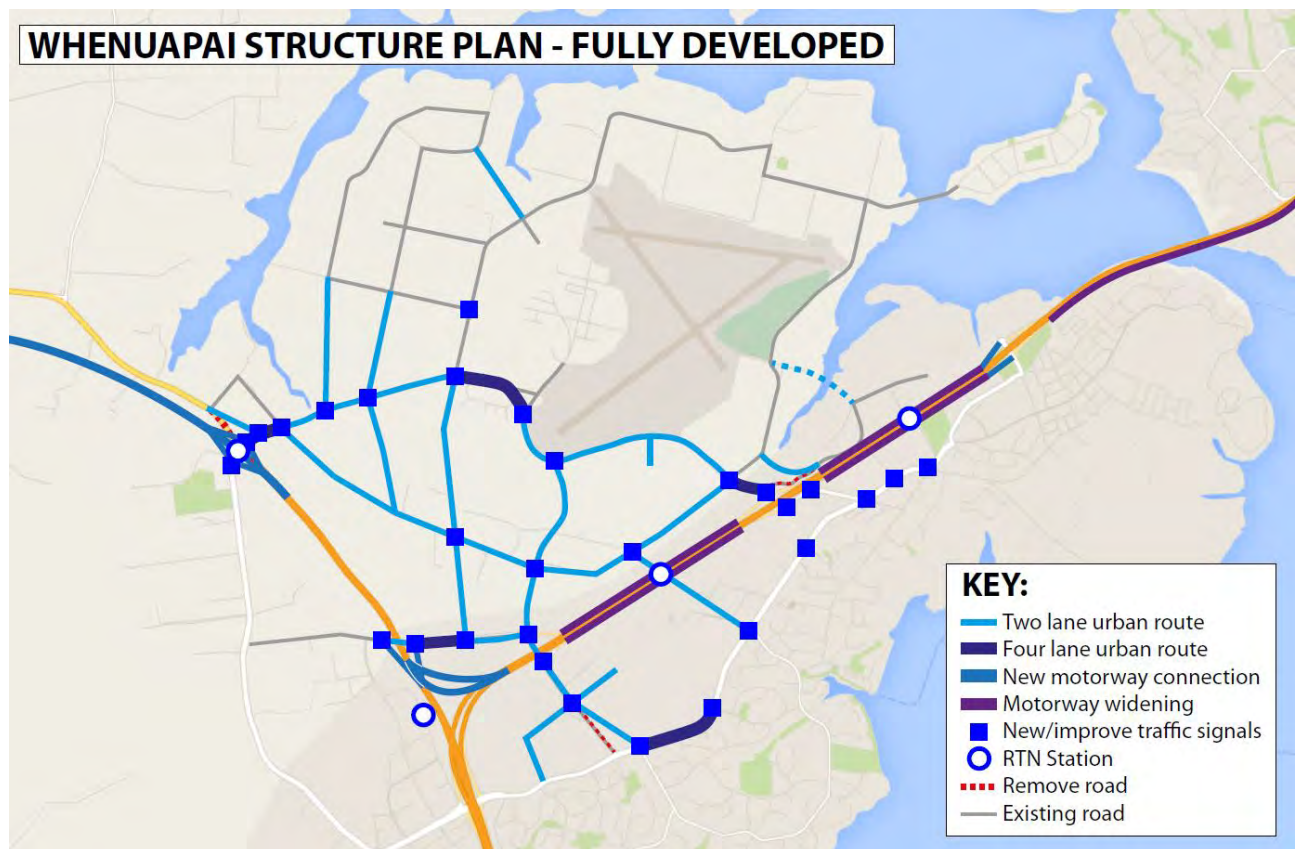 WHENUAPAI STRUCTURE PLAN - FULLY DEVELOPED
KEY:
Two lane urban route
Four lane urban route
New motorway connection
Motorway widening
New/improve traffic signals
RTN Station
Remove road
Existing road